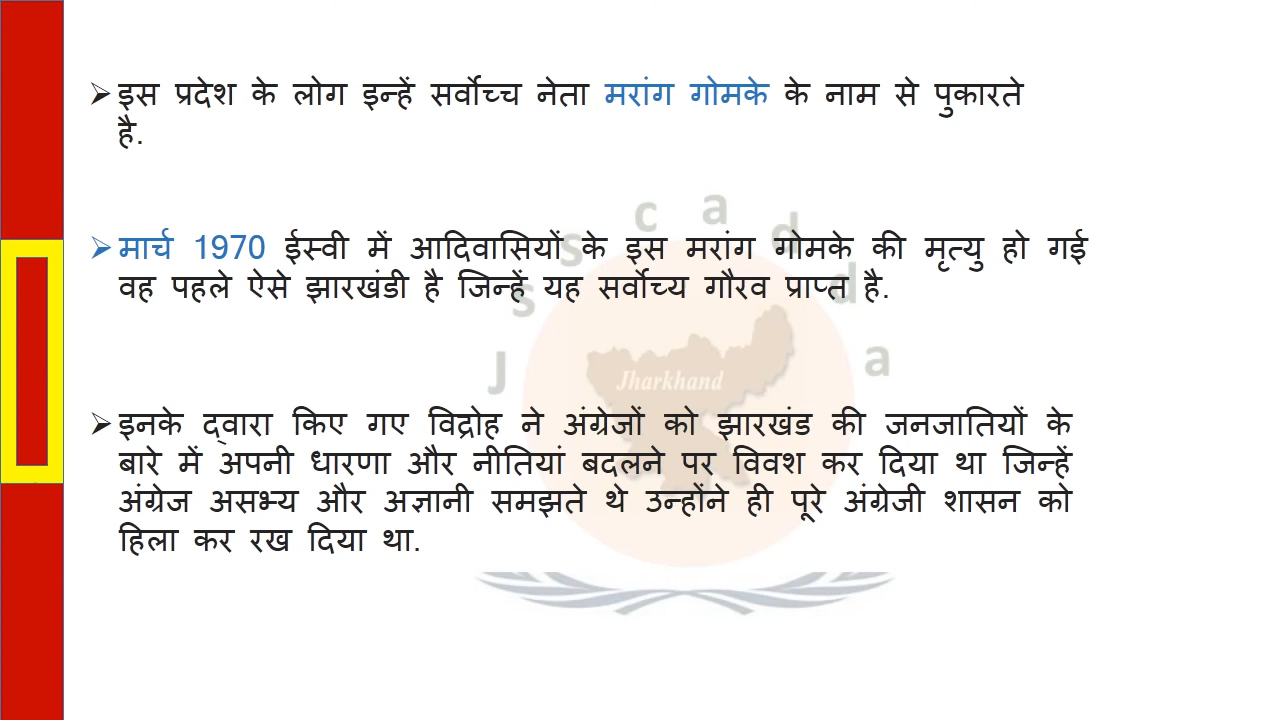 इस प्रदेश के लोग इन्हें सर्वोच्च नेता मरांग गोमके के नाम से पुकारते
है.
मार्च 1970 ईस्वी में आदिवासियों के इस मरांग गोमके की मृत्यु हो गई
वह पहले ऐसे झारखंडी है जिन्हें यह सर्वोच्य गौरव प्राप्त है.
इनके द्वारा किए गए विद्रोह ने अंग्रेजों को झारखंड की जनजातियों के
बारे में अपनी धारणा और नीतियां बदलने पर विवश कर दिया था जिन्हें
अंग्रेज असभ्य और अज्ञानी समझते थे उन्होंने ही पूरे अंग्रेजी शासन को
हिला कर रख दिया था.
Jsscadda
Jharkhand